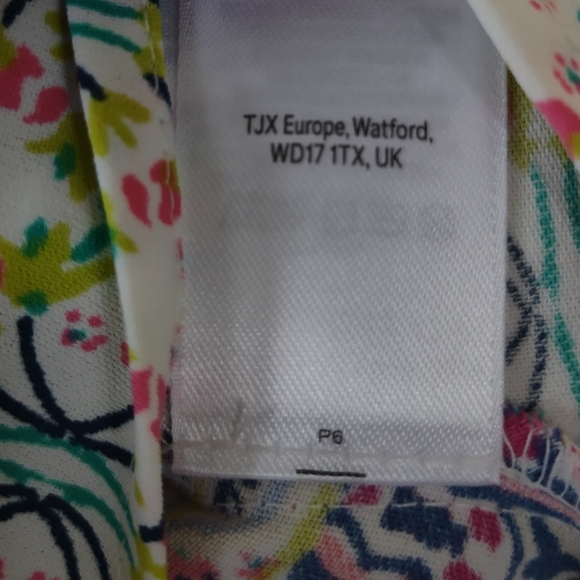 TJX Europe, Watford,
WD17 1TX, UK
P6